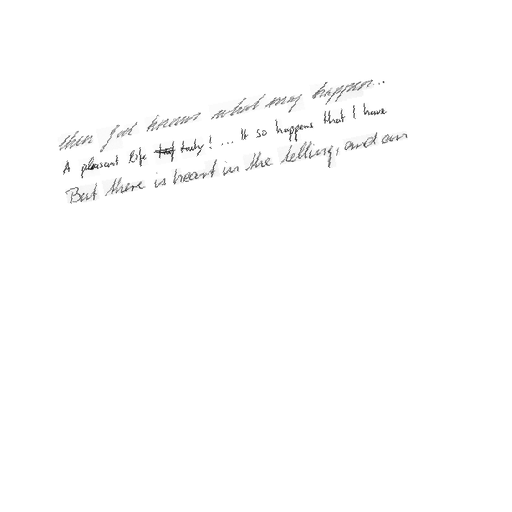 then God knows what may happen...
A pleasant life truly! ... It so happens that I have
But there is heart in the telling, and an